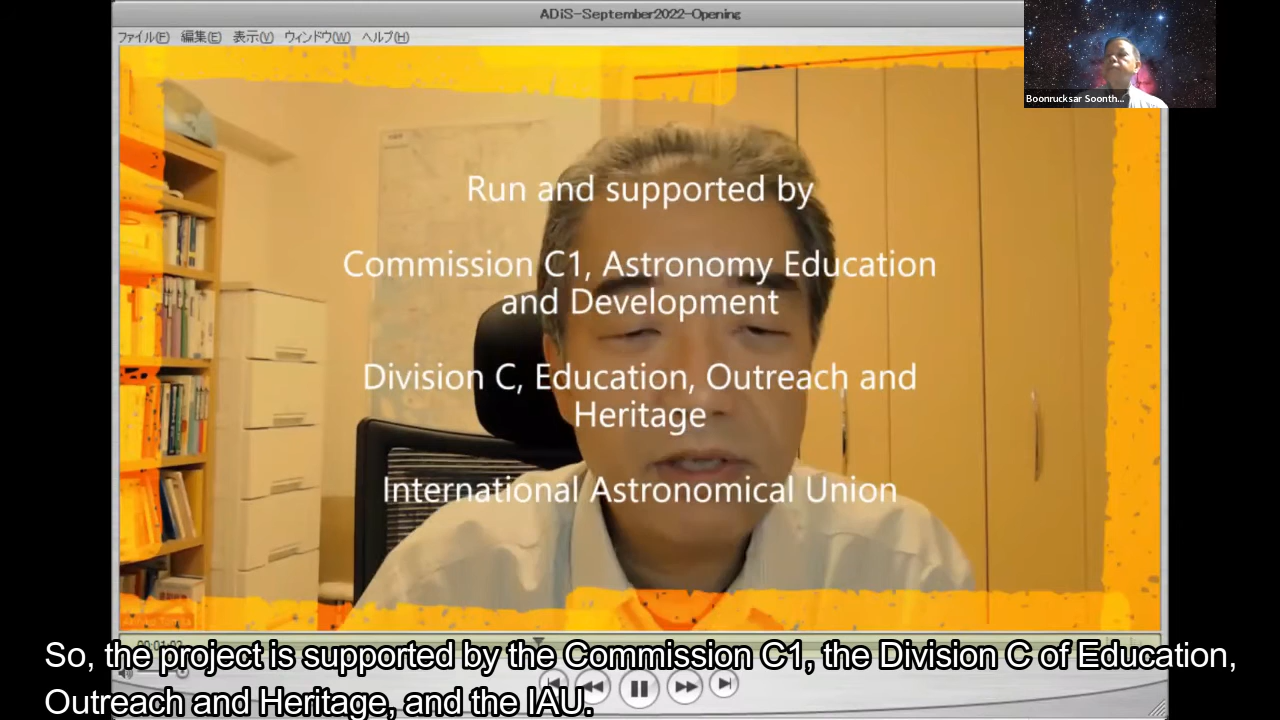 ADiS-September2022-Opening
ファイル(F) 編集(E) 表示(V) ウィンドウ(W) ヘルプ(H)
Boonrucksar Soonth...
Run and supported by
Commission C1, Astronomy Education
and Development
Division C, Education, Outreach and
Heritage
International Astronomical Union
So, the project is supported by the Commission C1, the Division C of Education,
Outreach and Heritage, and the IAU.